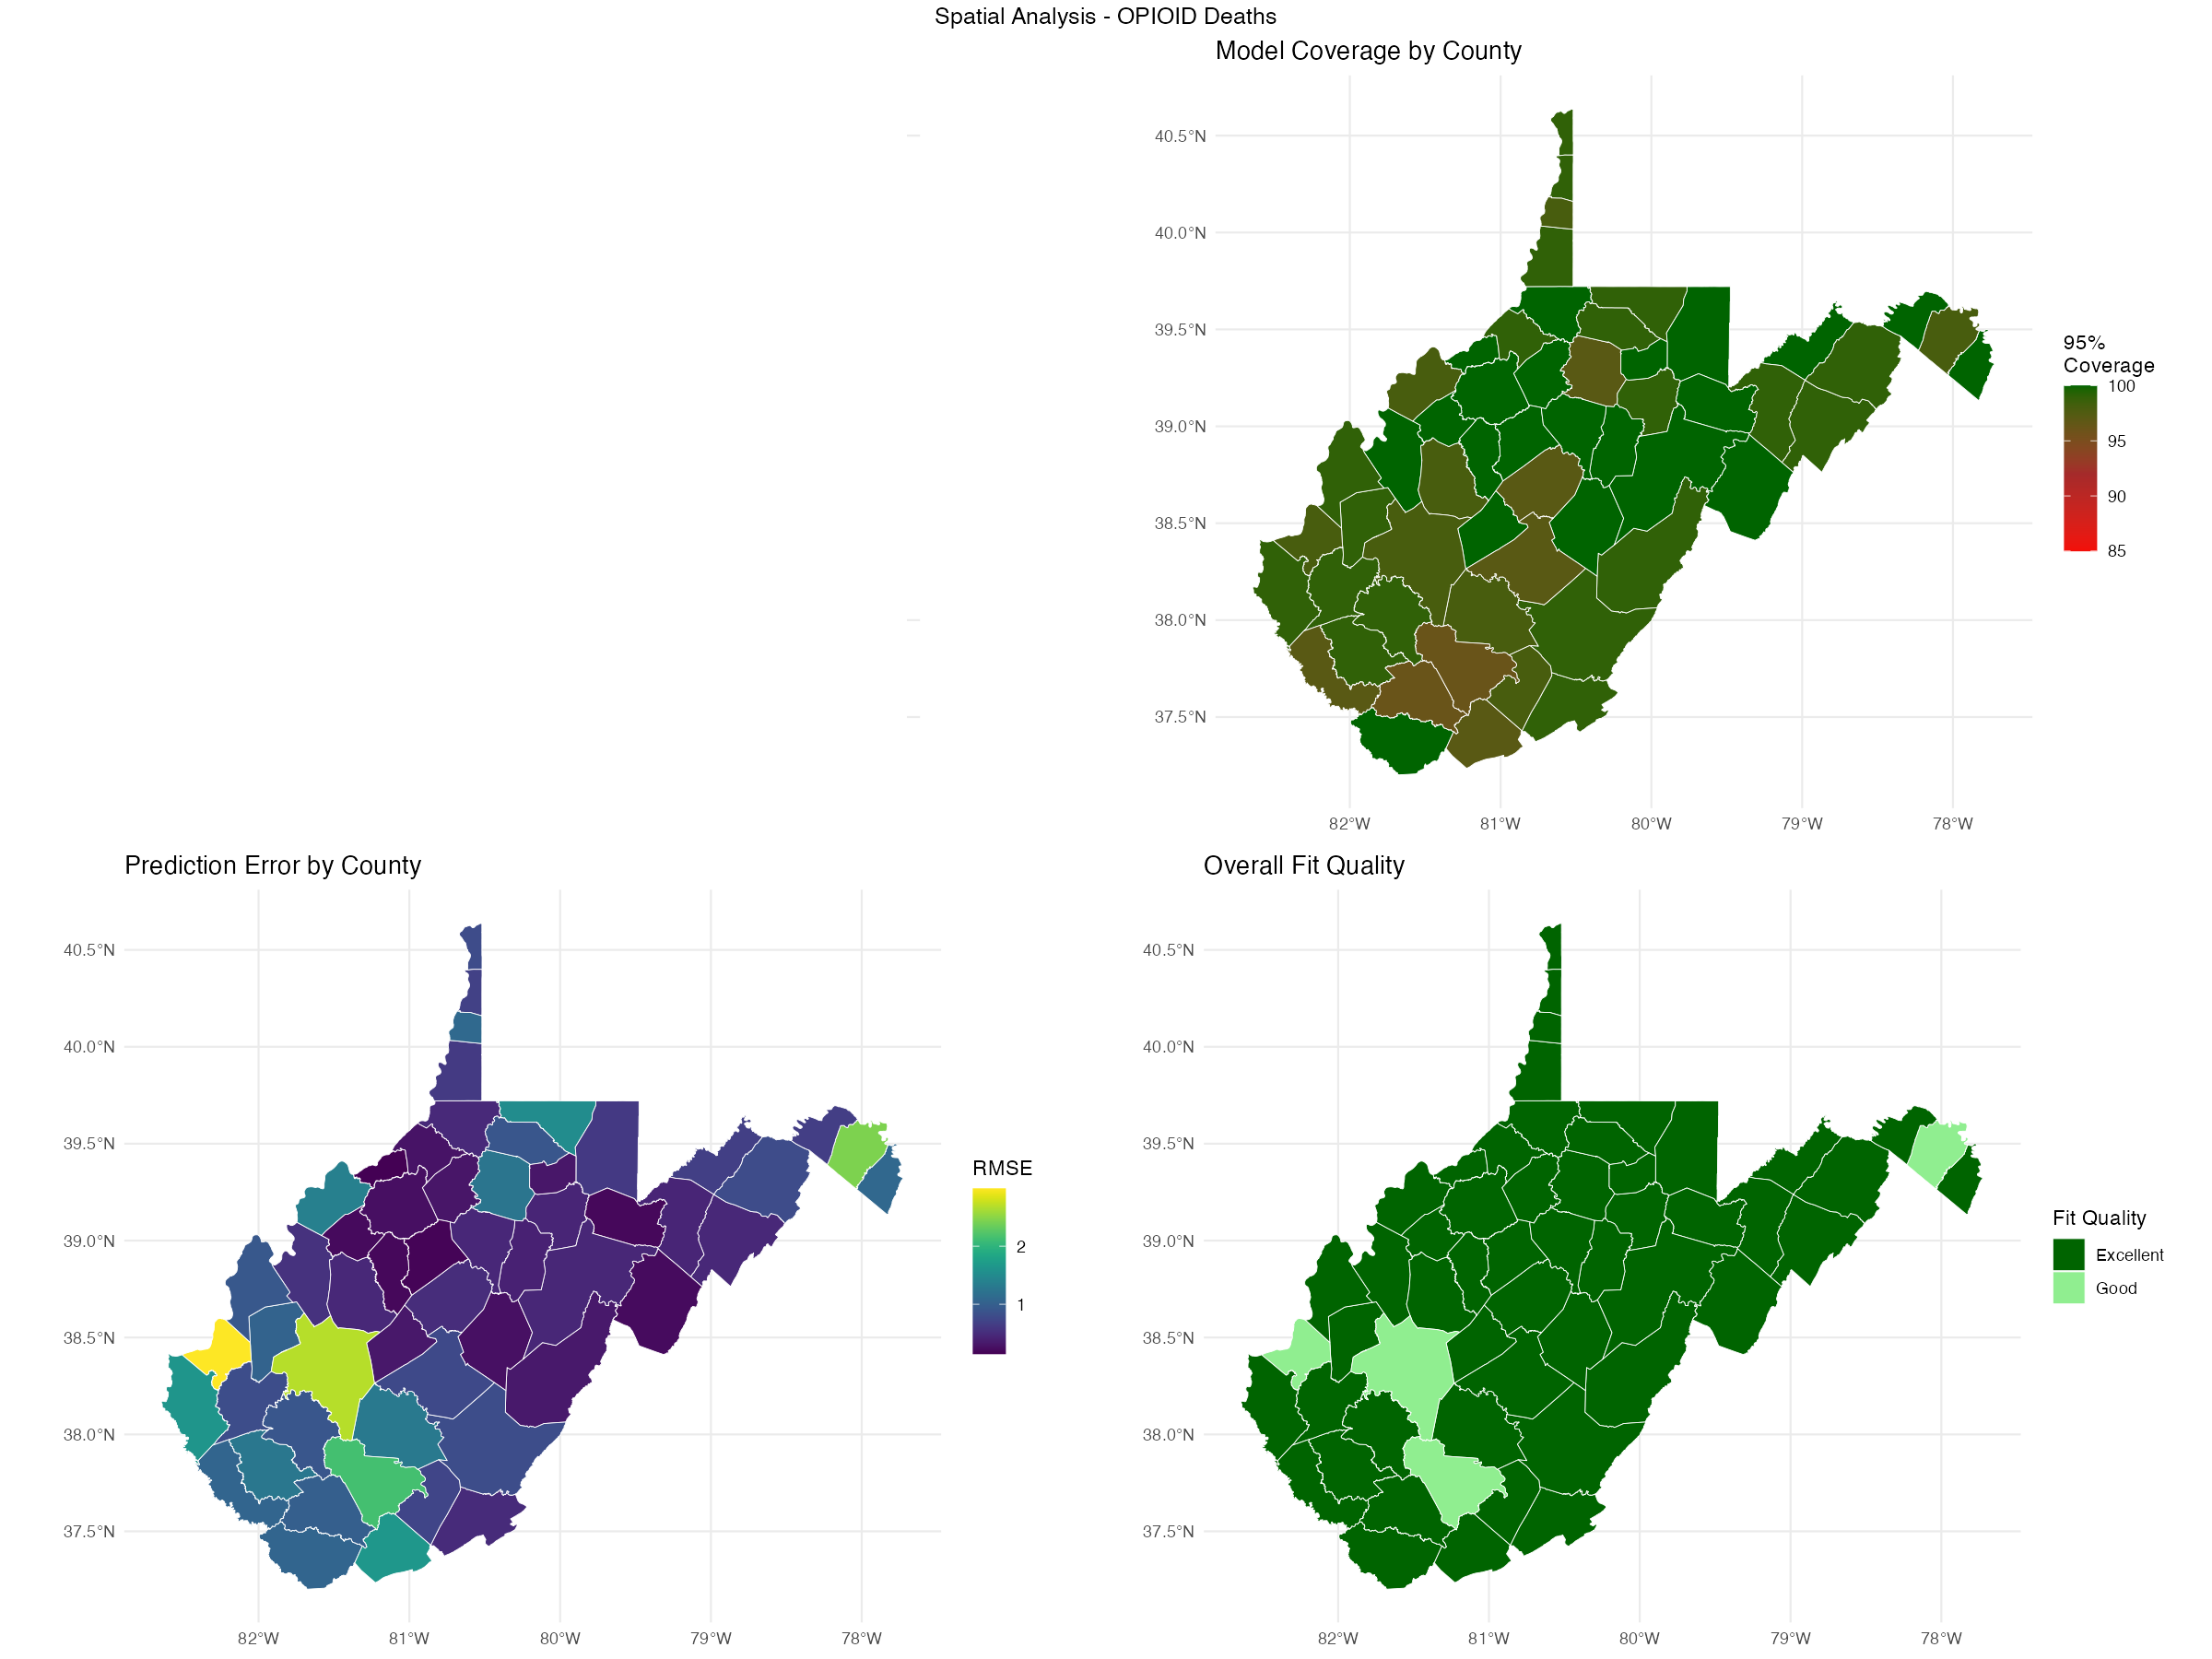 Spatial Analysis - OPIOID Deaths
Model Coverage by County
40.5°N
40.0°N
39.5°N
39.0°N
38.5°N
38.0°N
37.5°N
82°W 81°W 80°W 79°W 78°W
95%
Coverage
100
95
90
85
Prediction Error by County
40.5°N
40.0°N
39.5°N
39.0°N
38.5°N
38.0°N
37.5°N
82°W 81°W 80°W 79°W 78°W
RMSE
2
1
Overall Fit Quality
40.5°N
40.0°N
39.5°N
39.0°N
38.5°N
38.0°N
37.5°N
82°W 81°W 80°W 79°W 78°W
Fit Quality
Excellent
Good